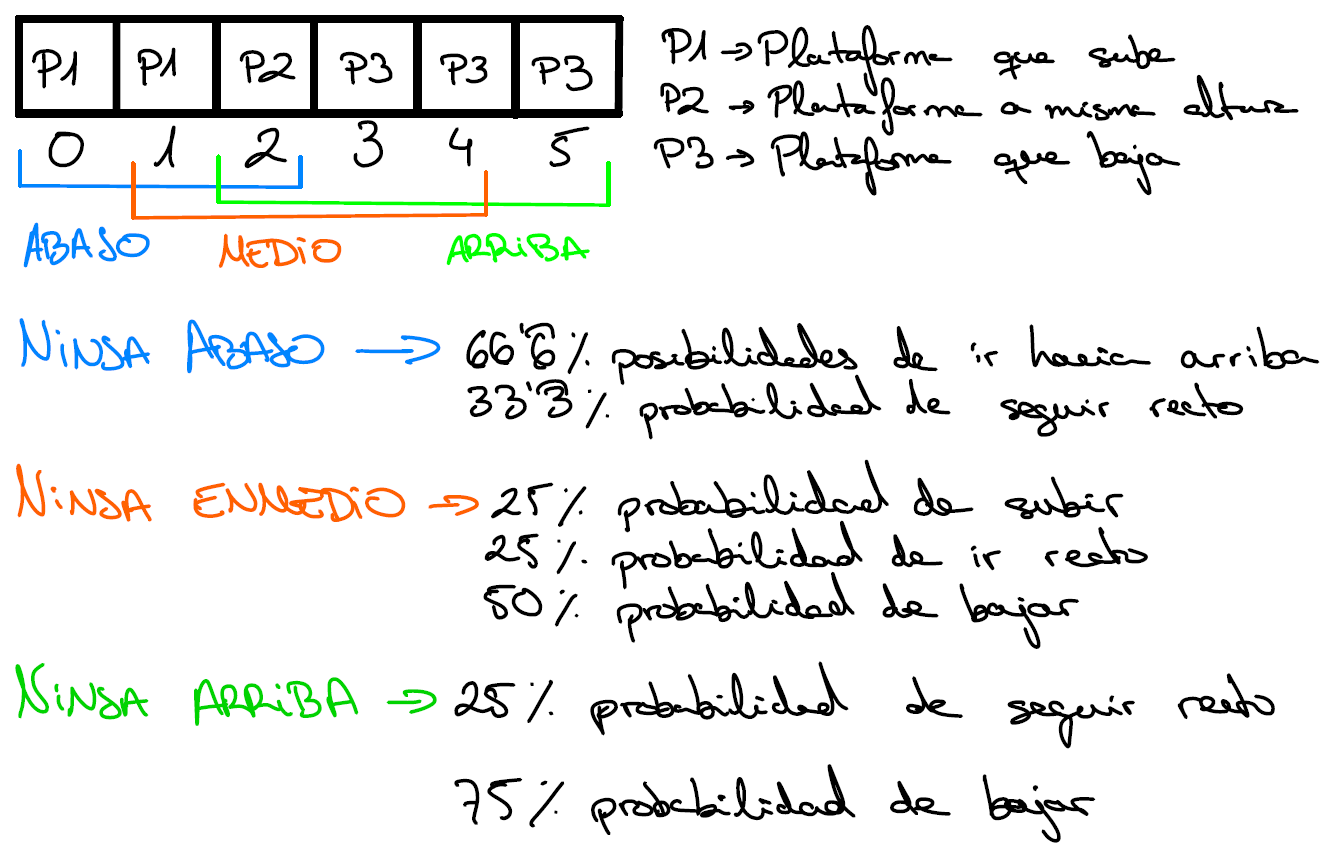 P1 P1 P2 P3 P3 P3
0 1 2 3 4 5
ABAJO MEDiO ARRiBA
P1 → Plataforma que sube
P2 → Plataforma a misma altura
P3 → Plataforma que baja
NiNJA ABAJO → 66'6% posibilidades de ir hacia arriba
33'3% probabilidad de seguir recto
NiNJA ENMEDiO → 25% probabilidad de subir
25% probabilidad de ir recto
50% probabilidad de bajar
NiNJA ARRiBA → 25% probabilidad de seguir recto
75% probabilidad de bajar